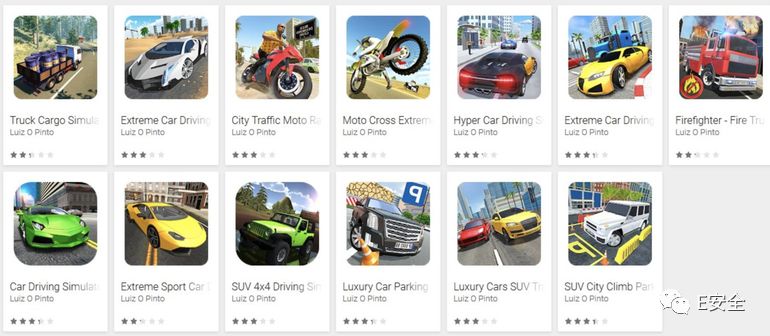 Truck Cargo Simula
Luiz O Pinto
Extreme Car Driving
Luiz O Pinto
City Traffic Moto Ra
Luiz O Pinto
Moto Cross Extrem
Luiz O Pinto
Hyper Car Driving S
Luiz O Pinto
Extreme Car Driving
Luiz O Pinto
Firefighter - Fire Tru
Luiz O Pinto
Car Driving Simulat
Luiz O Pinto
Extreme Sport Car D
Luiz O Pinto
SUV 4x4 Driving Sim
Luiz O Pinto
P
Luxury Car Parking
Luiz O Pinto
Luxury Cars SUV Tr
Luiz O Pinto
SUV City Climb Park
Luiz O Pinto
E安全